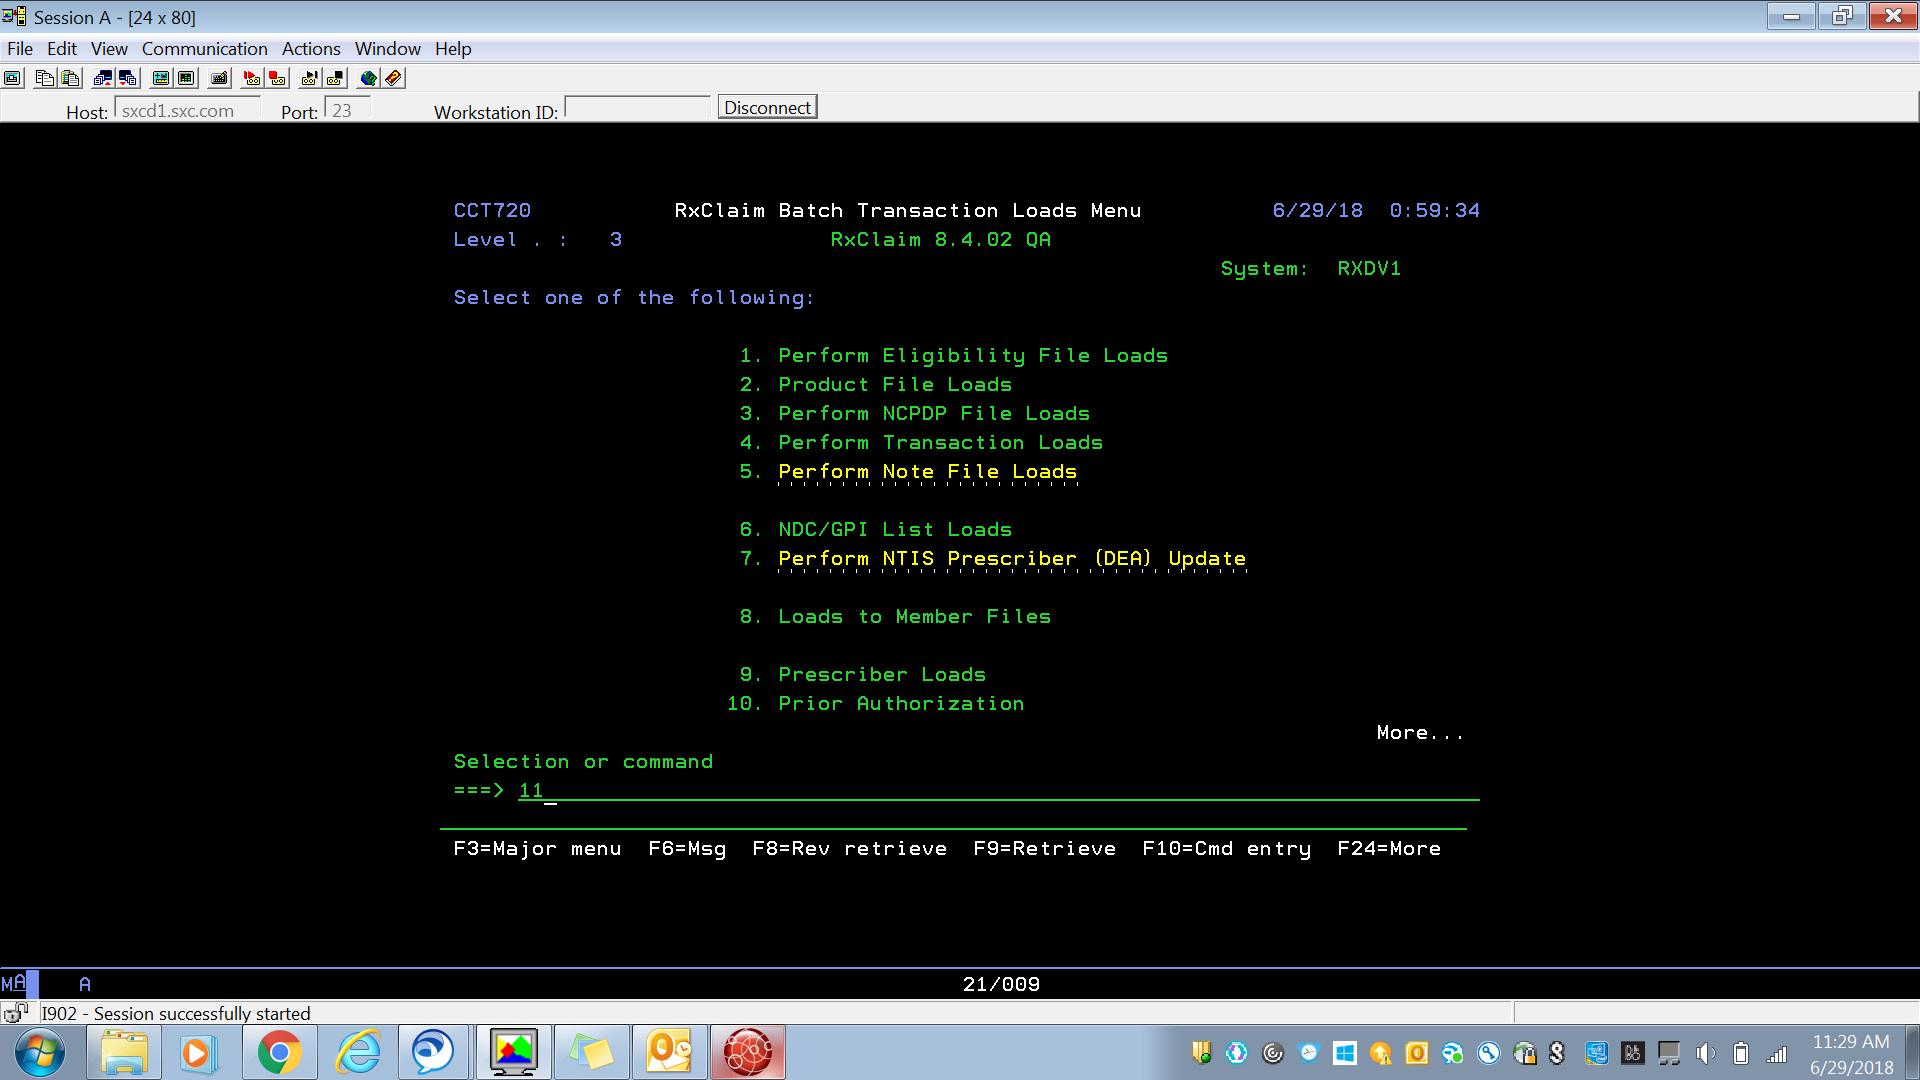 Session A - [24 x 80]
File Edit View Communication Actions Window Help
Host: sxcd1.sxc.com Port: 23 Workstation ID: Disconnect
CCT720 RxClaim Batch Transaction Loads Menu 6/29/18 0:59:34
Level . : 3 RxClaim 8.4.02 QA
System: RXDV1
Select one of the following:
1. Perform Eligibility File Loads
2. Product File Loads
3. Perform NCPDP File Loads
4. Perform Transaction Loads
5. Perform Note File Loads
6. NDC/GPI List Loads
7. Perform NTIS Prescriber (DEA) Update
8. Loads to Member Files
9. Prescriber Loads
10. Prior Authorization
More...
Selection or command
===> 11
F3=Major menu F6=Msg F8=Rev retrieve F9=Retrieve F10=Cmd entry F24=More
MA A 21/009
I902 - Session successfully started
11:29 AM
6/29/2018